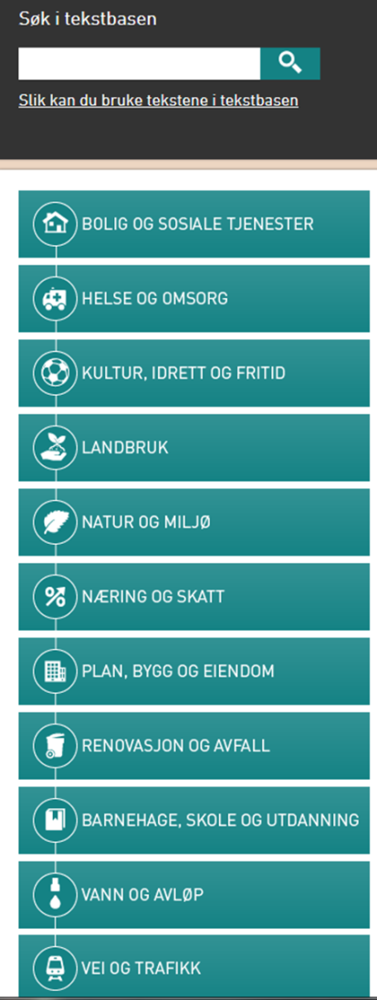 Søk i tekstbasen
Slik kan du bruke tekstene i tekstbasen
BOLIG OG SOSIALE TJENESTER
HELSE OG OMSORG
KULTUR, IDRETT OG FRITID
LANDBRUK
NATUR OG MILJØ
NÆRING OG SKATT
PLAN, BYGG OG EIENDOM
RENOVASJON OG AVFALL
BARNEHAGE, SKOLE OG UTDANNING
VANN OG AVLØP
VEI OG TRAFIKK